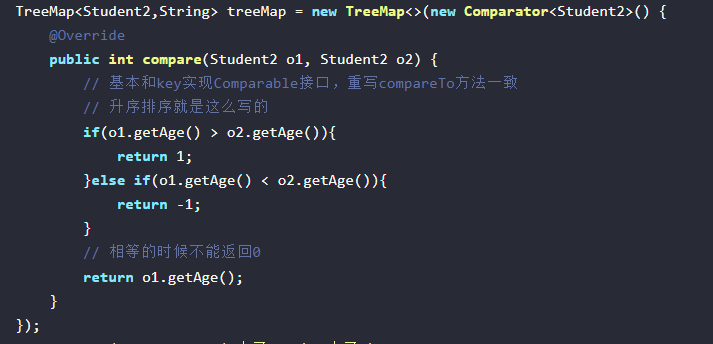 TreeMap<Student2,String> treeMap = new TreeMap<>(new Comparator<Student2>() {
@Override
public int compare(Student2 o1, Student2 o2) {
// 基本和key实现Comparable接口，重写compareTo方法一致
// 升序排序就是这么写的
if(o1.getAge() > o2.getAge()){
return 1;
}else if(o1.getAge() < o2.getAge()){
return -1;
}
// 相等的时候不能返回0
return o1.getAge();
}
});